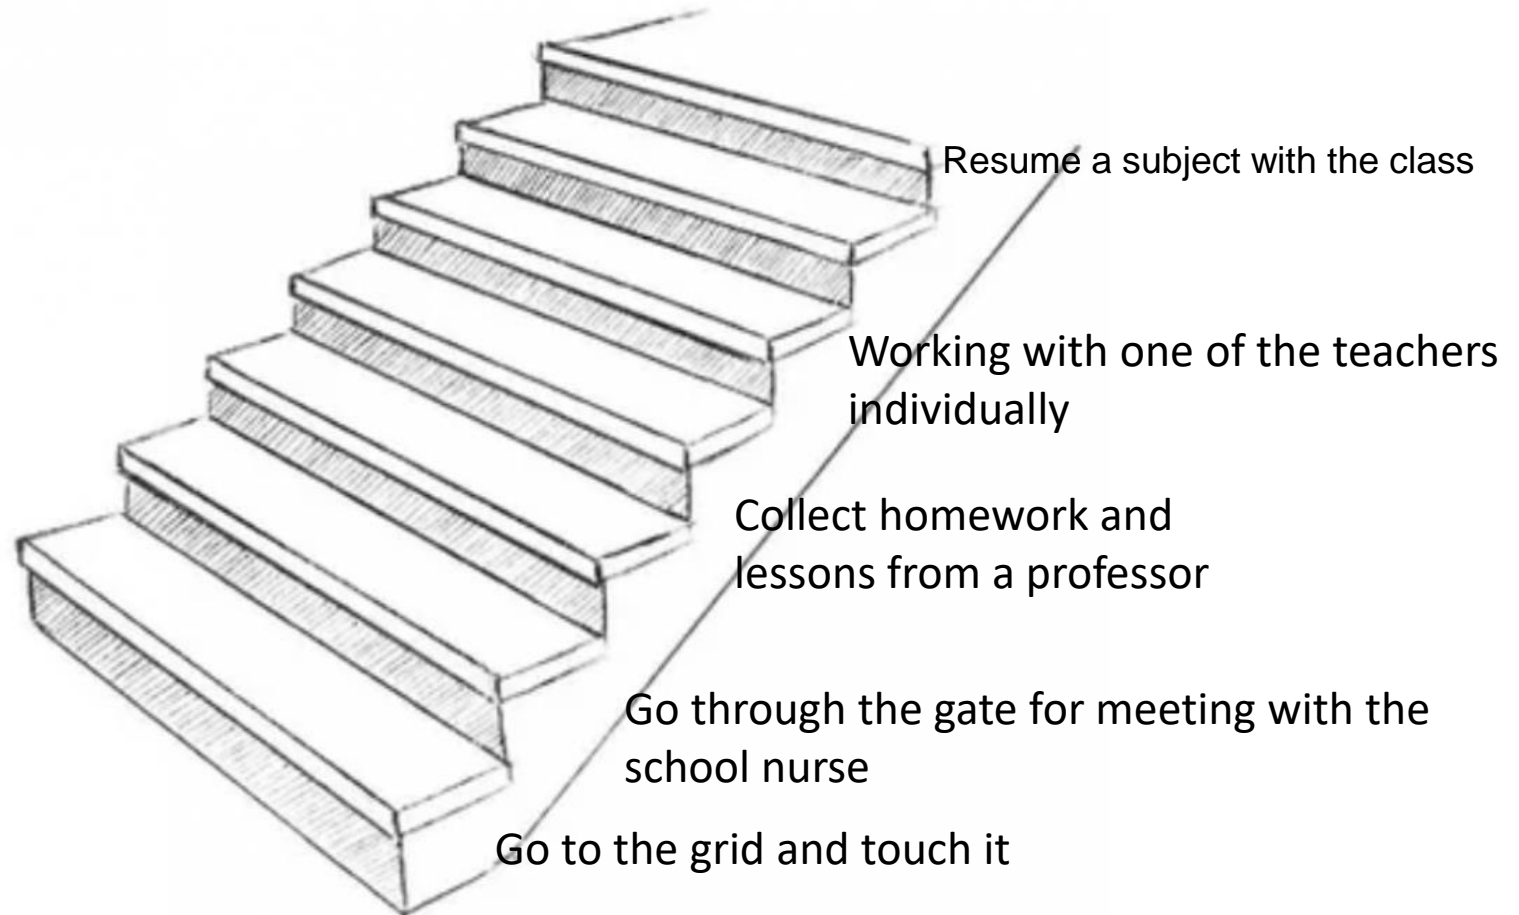 Resume a subject with the class
Working with one of the teachers
individually
Collect homework and
lessons from a professor
Go through the gate for meeting with the
school nurse
Go to the grid and touch it